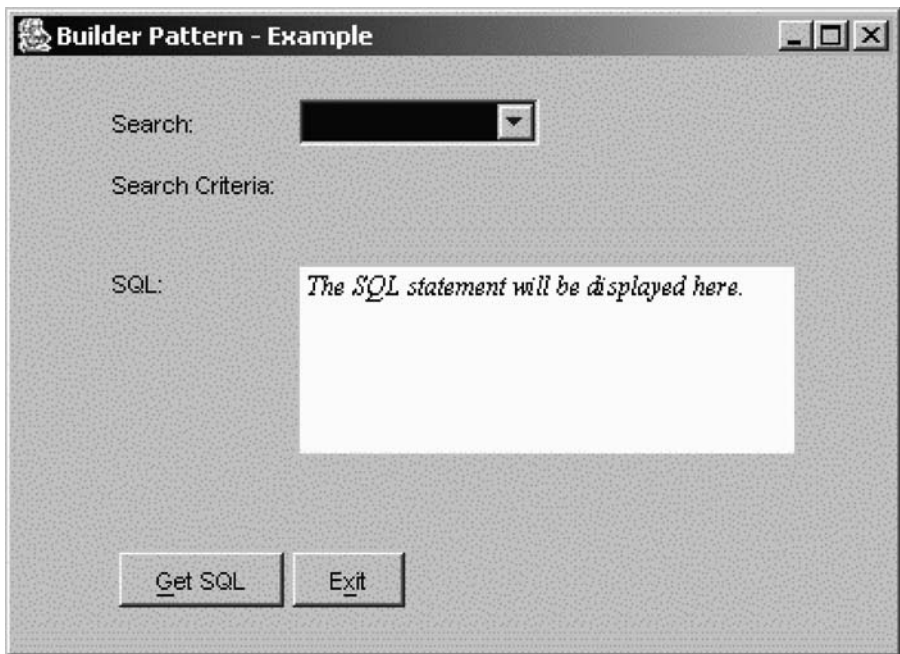 Builder Pattern - Example
Search:
Search Criteria:
SQL:
The SQL statement will be displayed here.
Get SQL
Exit